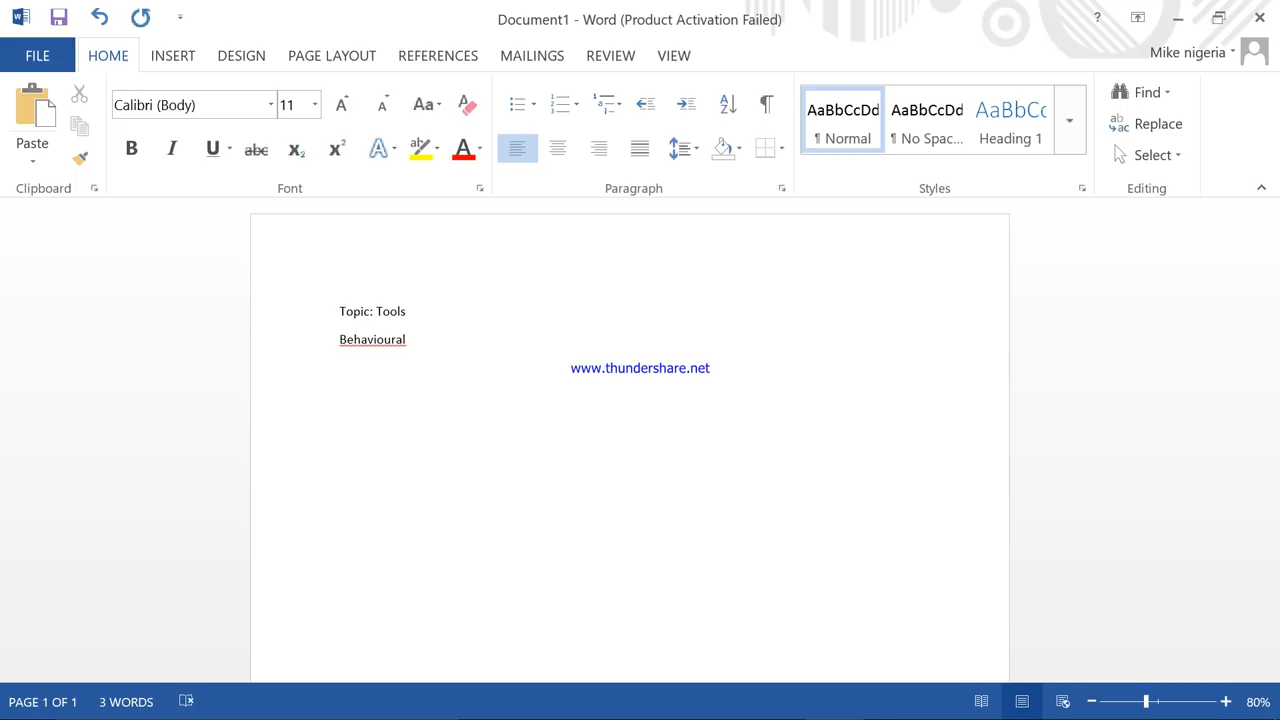 Document1 - Word (Product Activation Failed)
?
FILE HOME INSERT DESIGN PAGE LAYOUT REFERENCES MAILINGS REVIEW VIEW
Mike nigeria
Paste
Clipboard
Calibri (Body) 11
Aa
B I U abc X₂ X² A A
Font
Paragraph
AaBbCcDd AaBbCcDd AaBbCc
¶ Normal ¶ No Spac... Heading 1
Styles
Find
Replace
Select
Editing
Topic: Tools
Behavioural
www.thundershare.net
PAGE 1 OF 1 3 WORDS
80%